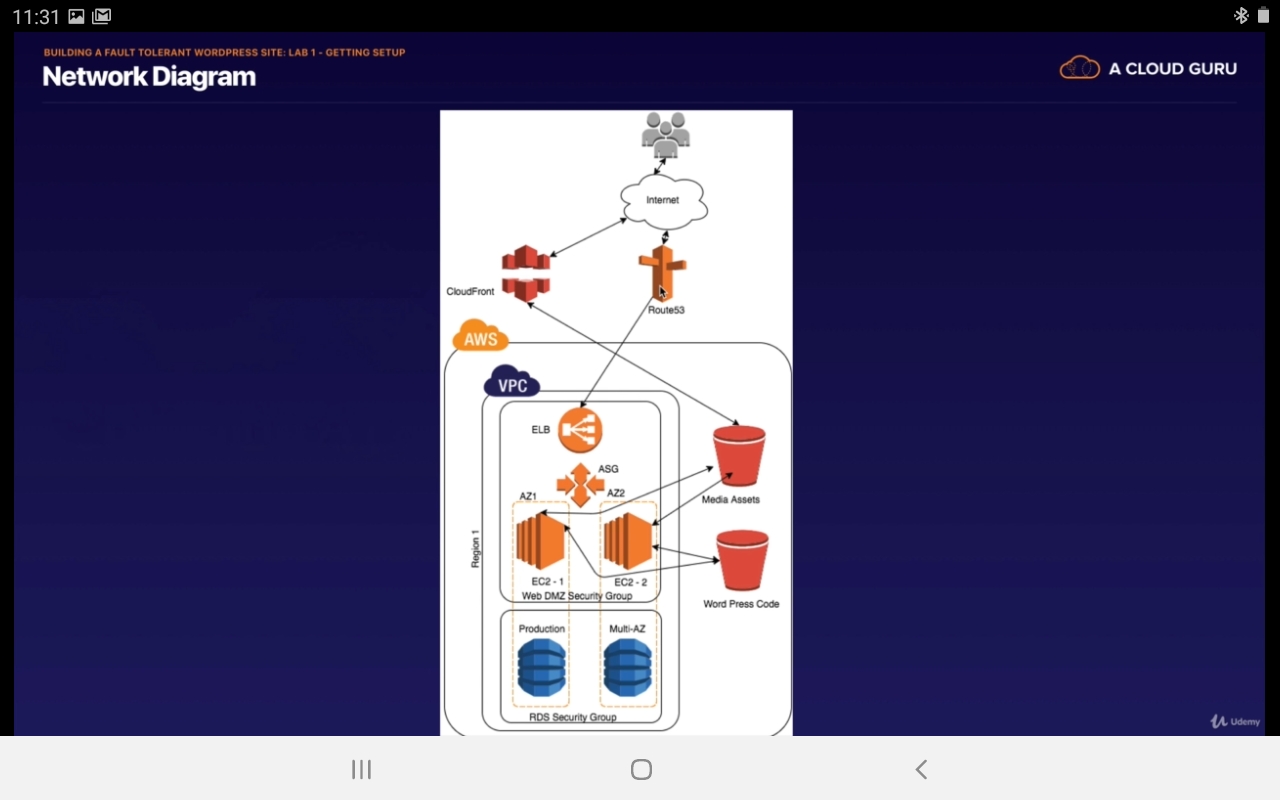 11:31
BUILDING A FAULT TOLERANT WORDPRESS SITE: LAB 1 - GETTING SETUP
Network Diagram
A CLOUD GURU
Internet
CloudFront
Route53
AWS
VPC
ELB
ASG
AZ1
AZ2
Media Assets
Region 1
EC2 - 1
EC2 - 2
Web DMZ Security Group
Word Press Code
Production
Multi-AZ
RDS Security Group
Udemy